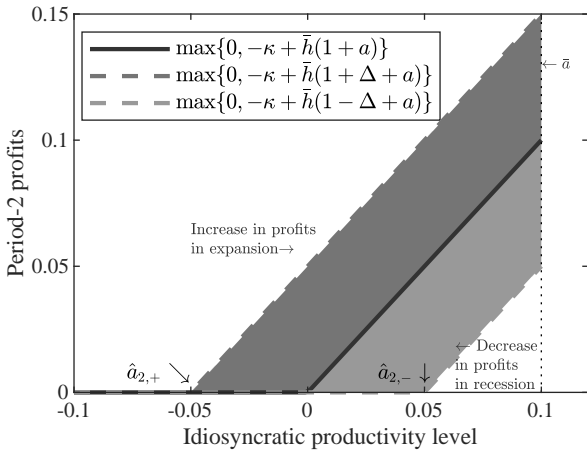 0.15
max{0, −κ + h̄(1 + a)}
max{0, −κ + h̄(1 + Δ + a)}
max{0, −κ + h̄(1 − Δ + a)}
← ā
0.1
Period-2 profits
Increase in profits
in expansion→
0.05
← Decrease
in profits
in recession
â2,+
â2,−
0
-0.1
-0.05
0
0.05
0.1
Idiosyncratic productivity level